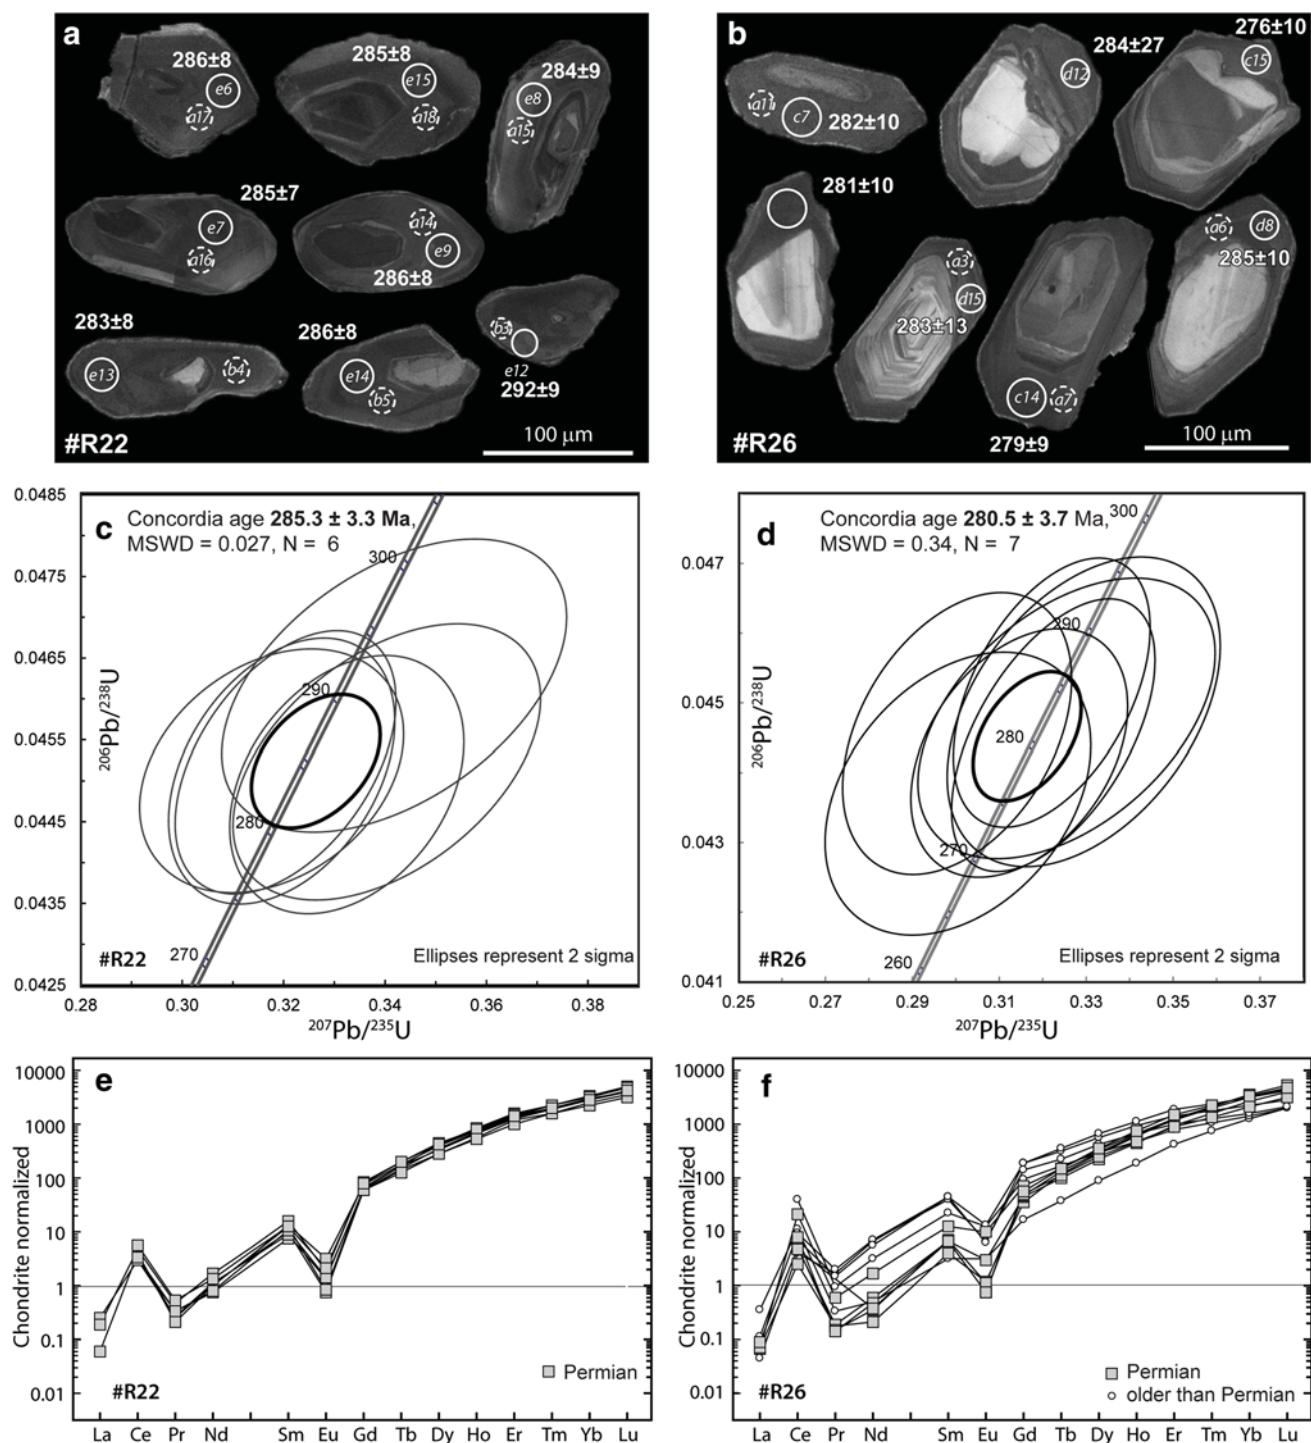 a
286±8
e6
a17
285±8
e15
a18
284±9
e8
a15
285±7
e7
a16
a14
e9
286±8
283±8
e13
b4
286±8
e14
b5
b3
e12
292±9
#R22
100 µm
b
a11
c7
282±10
284±27
d12
276±10
c15
281±10
a3
d15
283±13
c14
a7
279±9
a6
d8
285±10
#R26
100 µm
c
Concordia age 285.3 ± 3.3 Ma,
MSWD = 0.027, N = 6
0.0485
0.0475
0.0465
0.0455
0.0445
0.0435
0.0425
206Pb/238U
300
290
280
270
#R22
Ellipses represent 2 sigma
0.28 0.30 0.32 0.34 0.36 0.38
207Pb/235U
d
Concordia age 280.5 ± 3.7 Ma,
MSWD = 0.34, N = 7
0.047
0.045
0.043
0.041
206Pb/238U
300
290
280
270
260
#R26
Ellipses represent 2 sigma
0.25 0.27 0.29 0.31 0.33 0.35 0.37
207Pb/235U
e
Chondrite normalized
10000
1000
100
10
1
0.1
0.01
Permian
#R22
La Ce Pr Nd Sm Eu Gd Tb Dy Ho Er Tm Yb Lu
f
Chondrite normalized
10000
1000
100
10
1
0.1
0.01
Permian
older than Permian
#R26
La Ce Pr Nd Sm Eu Gd Tb Dy Ho Er Tm Yb Lu